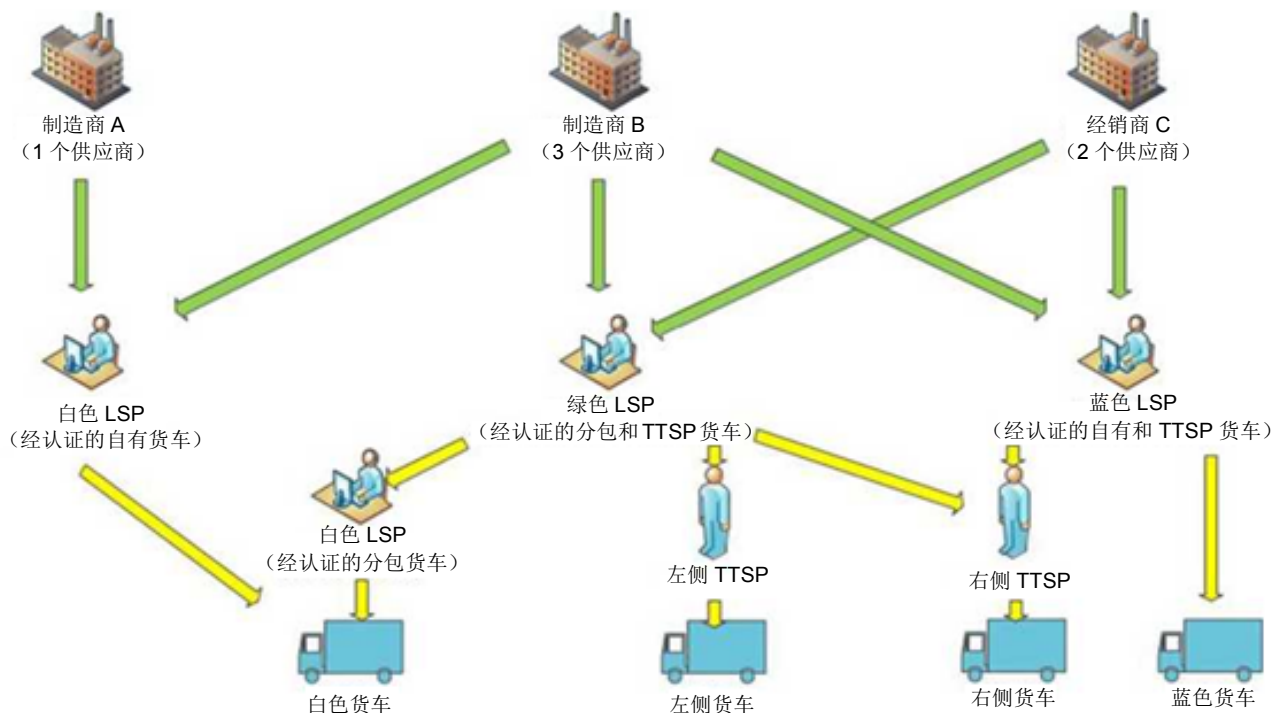 制造商 A
（1 个供应商）
制造商 B
（3 个供应商）
经销商 C
（2 个供应商）
白色 LSP
（经认证的自有货车）
绿色 LSP
（经认证的分包和 TTSP 货车）
蓝色 LSP
（经认证的自有和 TTSP 货车）
白色 LSP
（经认证的分包货车）
左侧 TTSP
右侧 TTSP
白色货车
左侧货车
右侧货车
蓝色货车